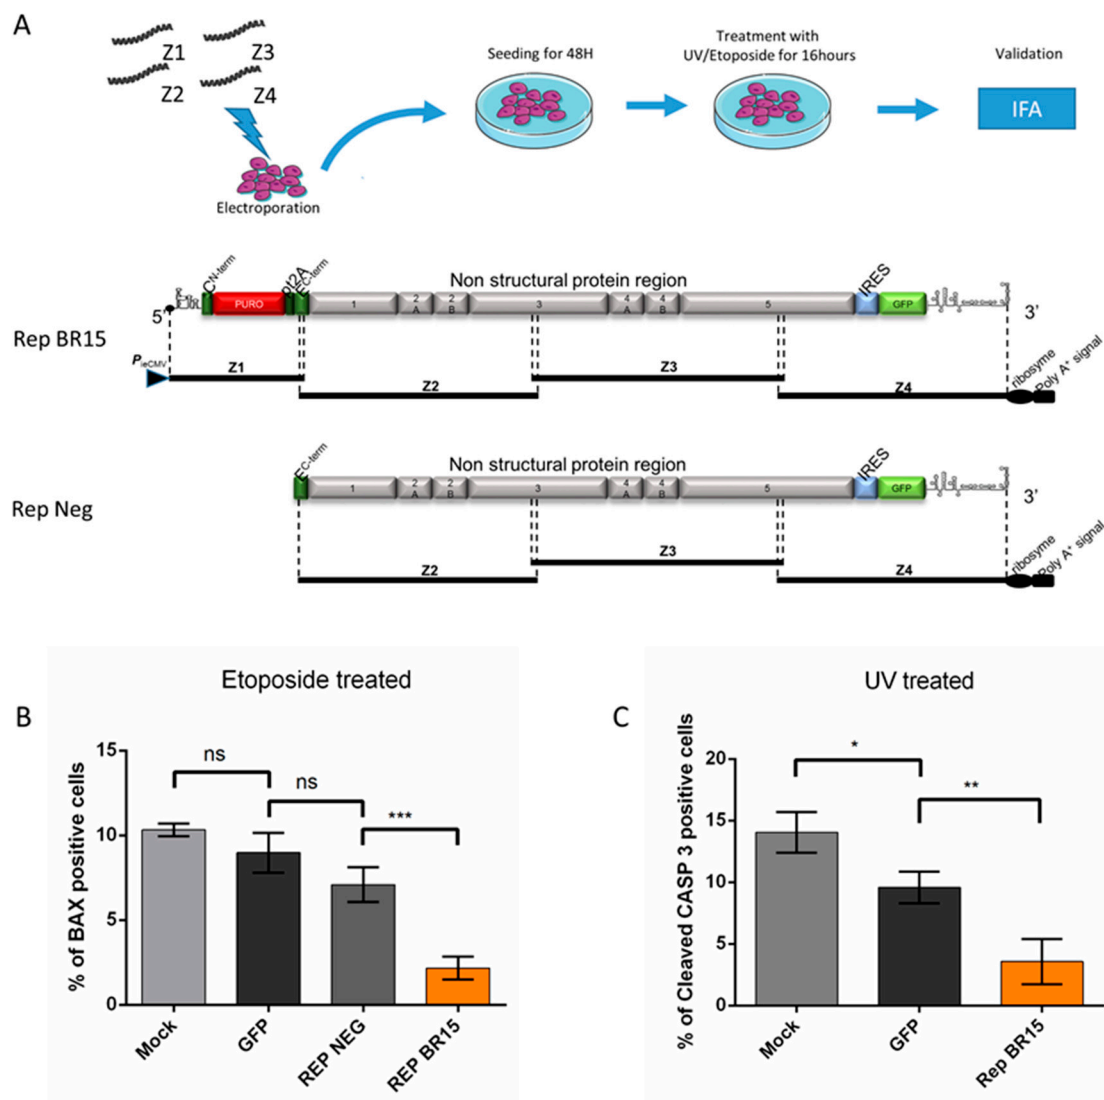 A
Z1
Z3
Z2
Z4
Electroporation
Seeding for 48H
Treatment with
UV/Etoposide for 16hours
Validation
IFA
Rep BR15
5'
C N-term
PURO
pt2A
E C-term
Non structural protein region
1
2
A
2
B
3
4
A
4
B
5
IRES
GFP
3'
P ieCMV
Z1
Z2
Z3
Z4
ribosyme
Poly A+ signal
Rep Neg
E C-term
Non structural protein region
1
2
A
2
B
3
4
A
4
B
5
IRES
GFP
3'
Z2
Z3
Z4
ribosyme
Poly A+ signal
B
Etoposide treated
% of BAX positive cells
15
10
5
0
ns
ns
***
Mock
GFP
REP NEG
REP BR15
C
UV treated
% of Cleaved CASP 3 positive cells
20
15
10
5
0
*
**
Mock
GFP
Rep BR15